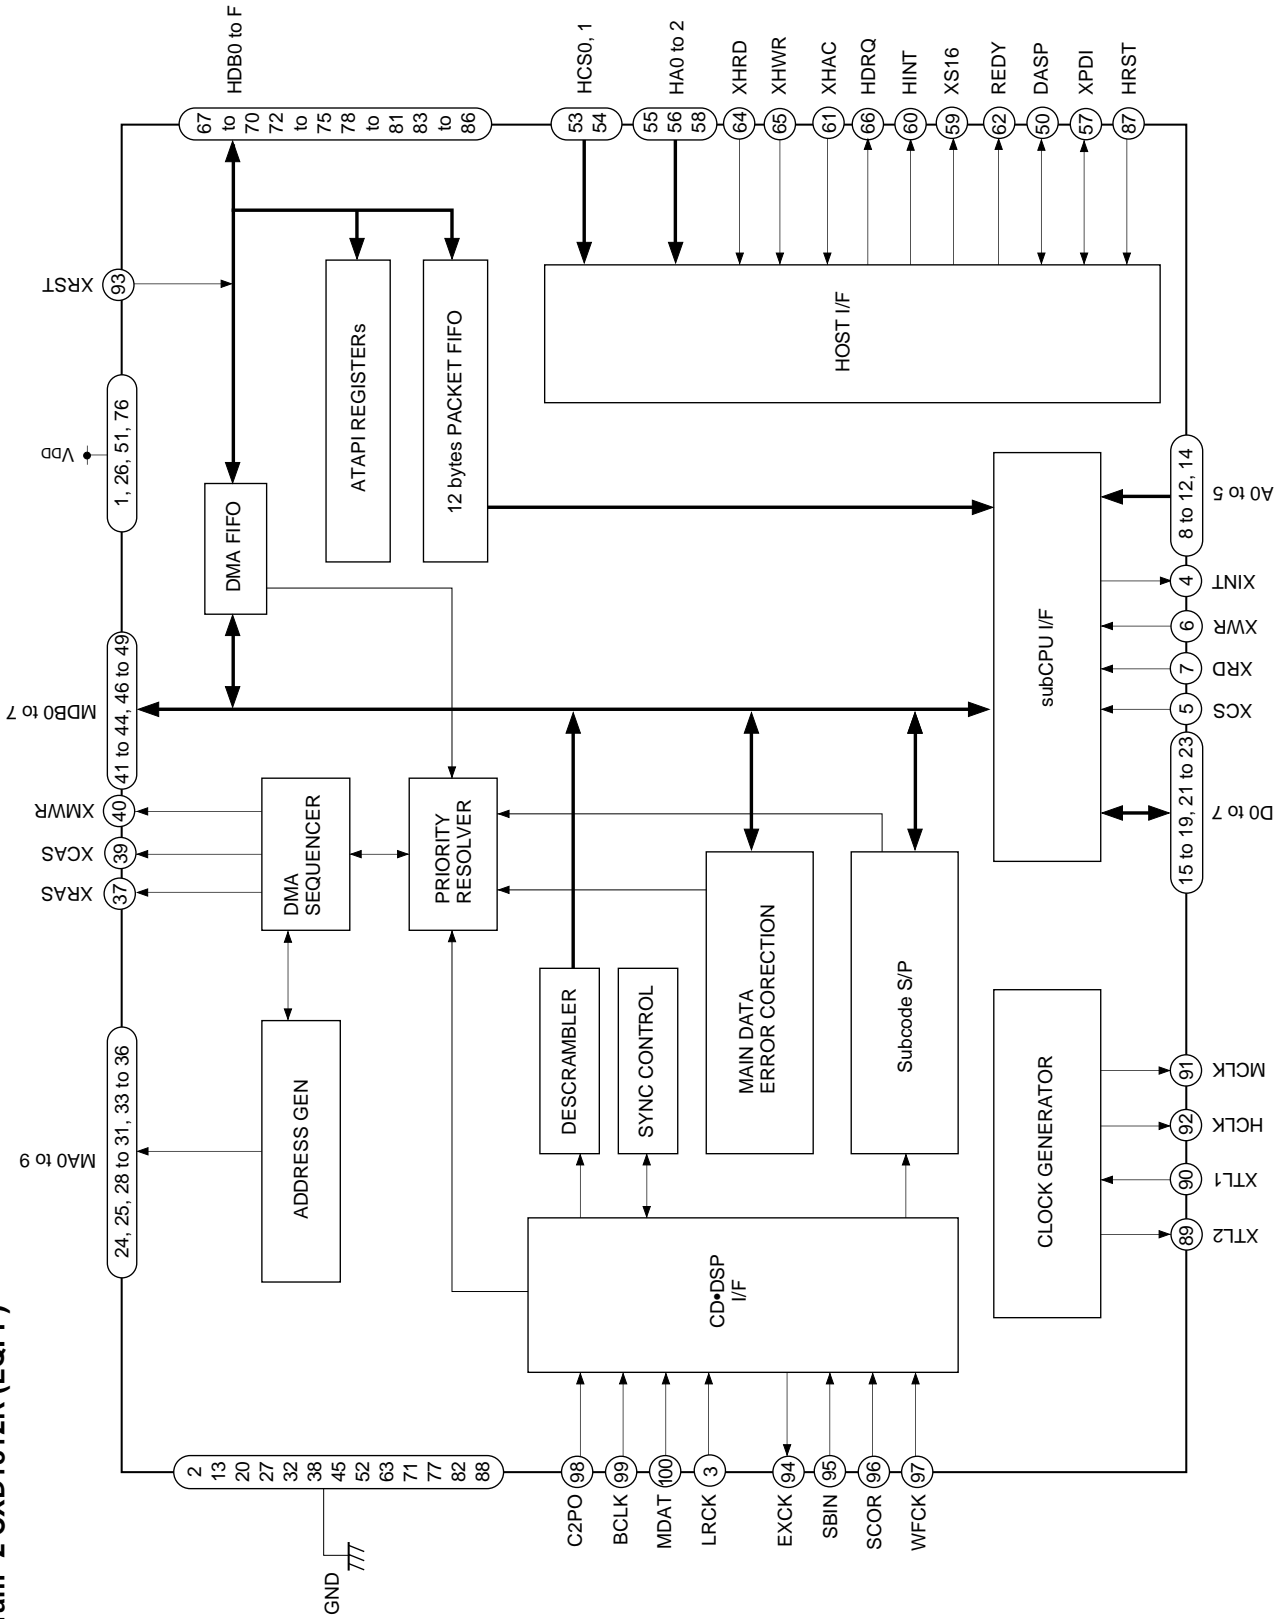 HDB0 to F
HCS0, 1
HA0 to 2
XHRD
XHWR
XHAC
HDRQ
HINT
XS16
REDY
DASP
XPDI
HRST
67
to
70
72
to
75
78
to
81
83
to
86
53
54
55
56
58
64
65
61
66
60
59
62
50
57
87
XRST
93
VDD
1, 26, 51, 76
MDB0 to 7
41 to 44, 46 to 49
XMWR
40
XCAS
39
XRAS
37
MA0 to 9
24, 25, 28 to 31, 33 to 36
ATAPI REGISTERs
12 bytes PACKET FIFO
HOST I/F
DMA FIFO
subCPU I/F
DMA
SEQUENCER
PRIORITY
RESOLVER
ADDRESS GEN
DESCRAMBLER
SYNC CONTROL
MAIN DATA
ERROR CORECTION
Subcode S/P
CLOCK GENERATOR
CD•DSP
I/F
8 to 12, 14
A0 to 5
4
XINT
6
XWR
7
XRD
5
XCS
15 to 19, 21 to 23
D0 to 7
91
MCLK
92
HCLK
90
XTL1
89
XTL2
2
13
20
27
32
38
45
52
63
71
77
82
88
GND
C2PO 98
BCLK 99
MDAT 100
LRCK 3
EXCK 94
SBIN 95
SCOR 96
WFCK 97